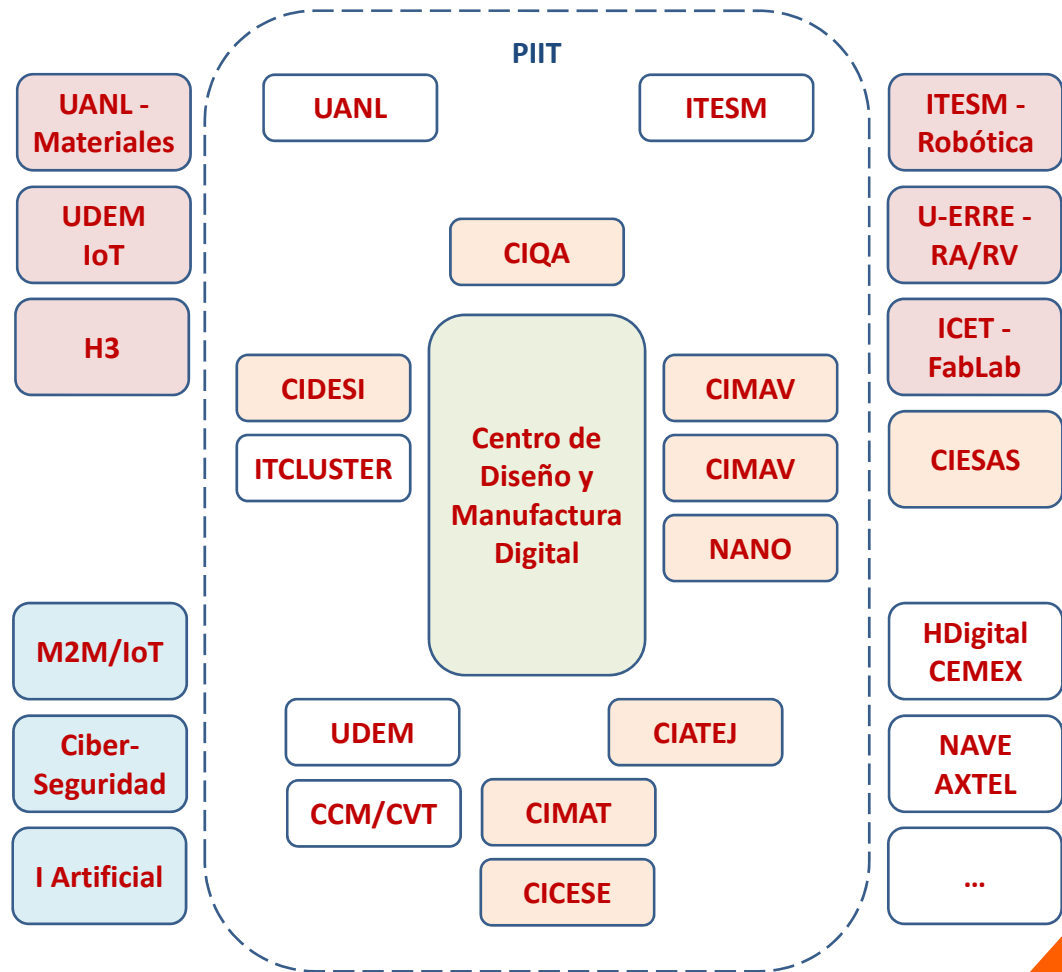 PIIT
UANL -
Materiales
UANL
ITESM
ITESM -
Robótica
UDEM
IoT
CIQA
U-ERRE -
RA/RV
H3
ICET -
FabLab
CIDESI
CIMAV
Centro de
Diseño y
Manufactura
Digital
ITCLUSTER
CIMAV
CIESAS
NANO
M2M/IoT
HDigital
CEMEX
UDEM
CIATEJ
Ciber-
Seguridad
NAVE
AXTEL
CCM/CVT
CIMAT
I Artificial
CICESE
...